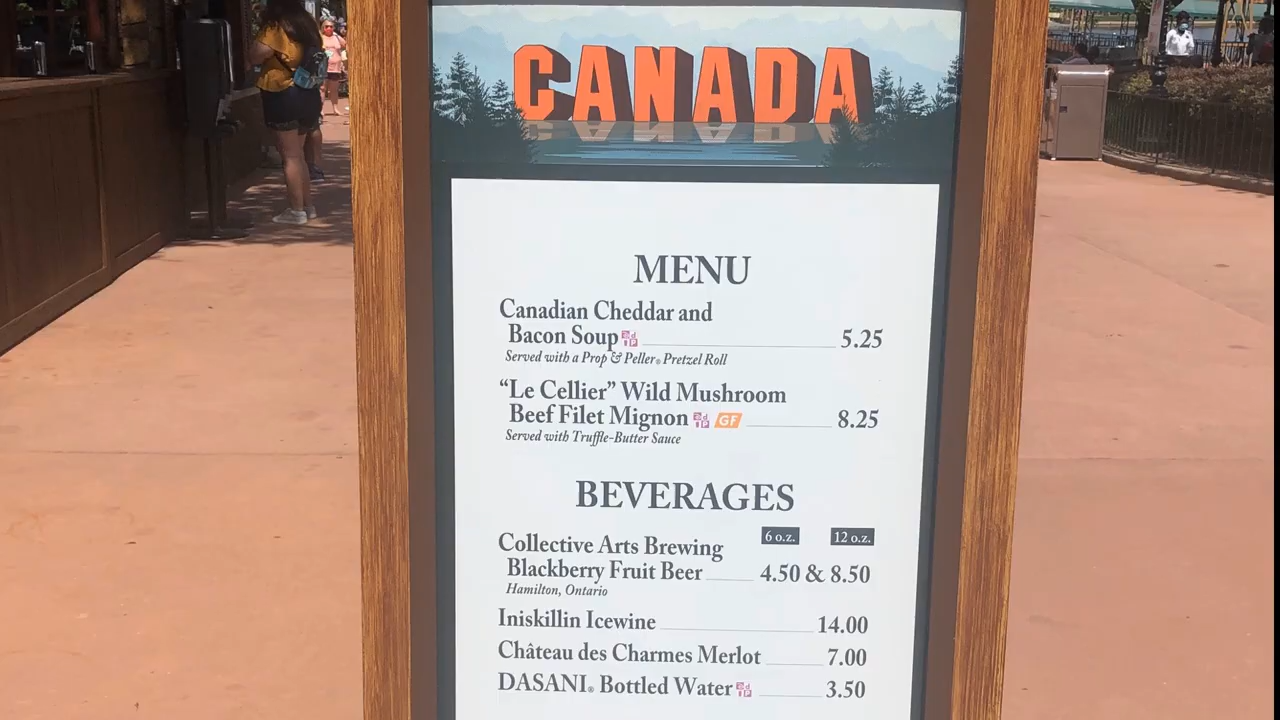 CANADA
MENU
Canadian Cheddar and
Bacon Soup 5.25
Served with a Prop & Peller® Pretzel Roll
“Le Cellier” Wild Mushroom
Beef Filet Mignon GF 8.25
Served with Truffle-Butter Sauce
BEVERAGES
6 o.z. 12 o.z.
Collective Arts Brewing
Blackberry Fruit Beer 4.50 & 8.50
Hamilton, Ontario
Iniskillin Icewine 14.00
Château des Charmes Merlot 7.00
DASANI® Bottled Water 3.50